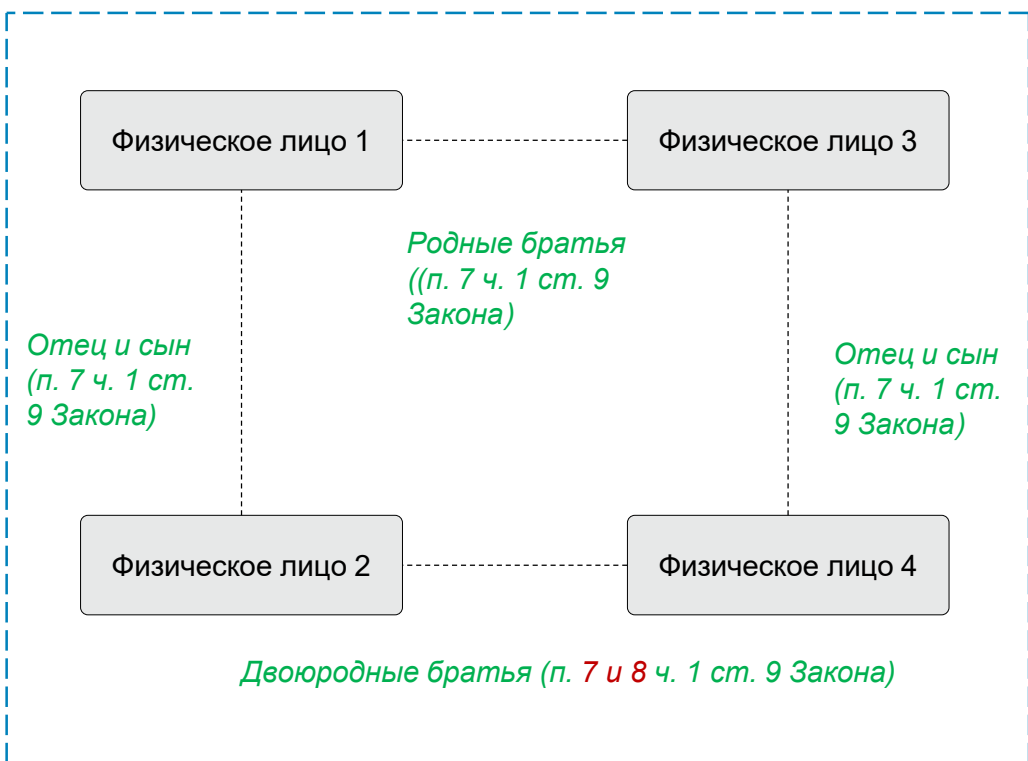 Физическое лицо 1
Физическое лицо 3
Родные братья
((п. 7 ч. 1 ст. 9
Закона)
Отец и сын
(п. 7 ч. 1 ст.
9 Закона)
Отец и сын
(п. 7 ч. 1 ст.
9 Закона)
Физическое лицо 2
Физическое лицо 4
Двоюродные братья (п. 7 и 8 ч. 1 ст. 9 Закона)